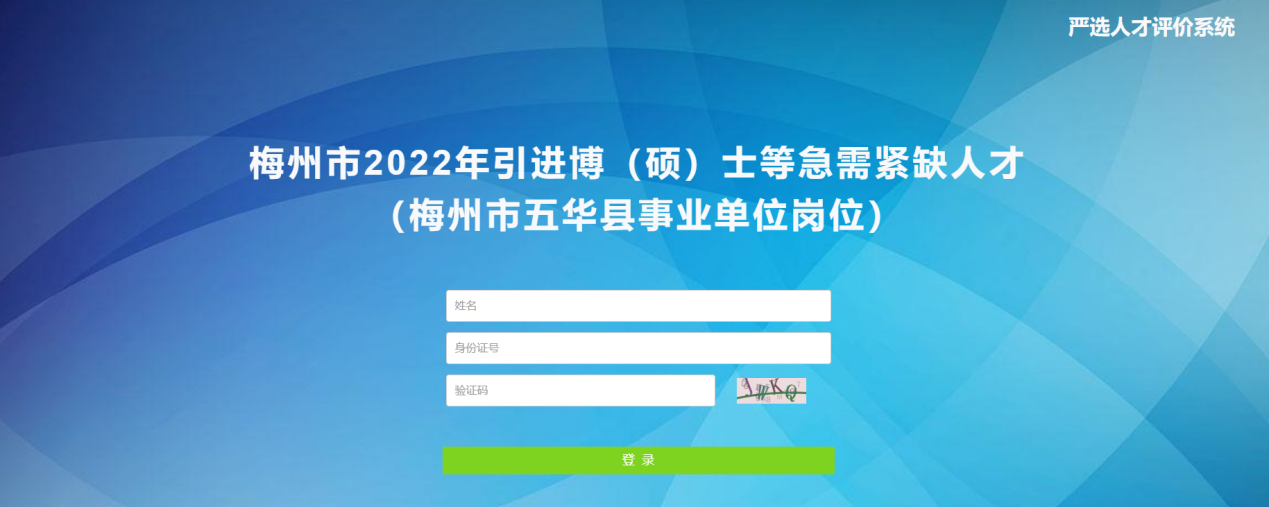 严选人才评价系统
梅州市2022年引进博（硕）士等急需紧缺人才
(梅州市五华县事业单位岗位)
姓名
身份证号
验证码
登 录